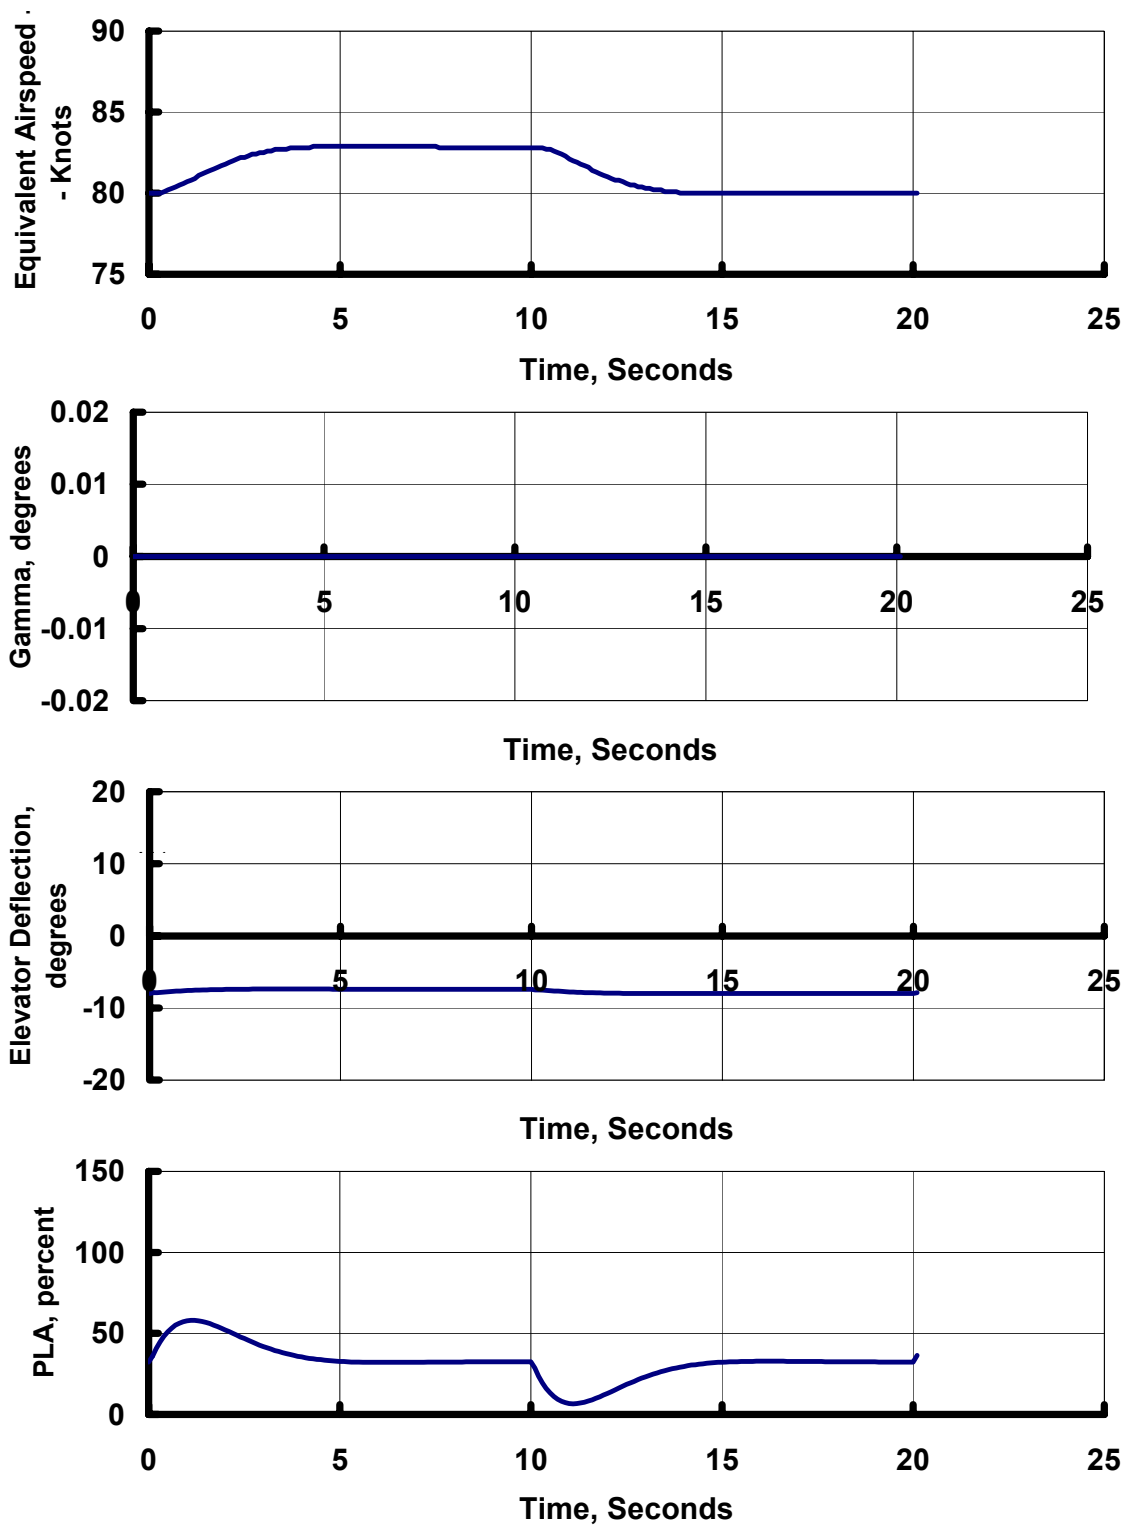 Equivalent Airspeed -
- Knots
90
85
80
75
0 5 10 15 20 25
Time, Seconds
Gamma, degrees
0.02
0.01
0
-0.01
-0.02
0 5 10 15 20 25
Time, Seconds
Elevator Deflection,
degrees
20
10
0
-10
-20
0 5 10 15 20 25
Time, Seconds
PLA, percent
150
100
50
0
0 5 10 15 20 25
Time, Seconds